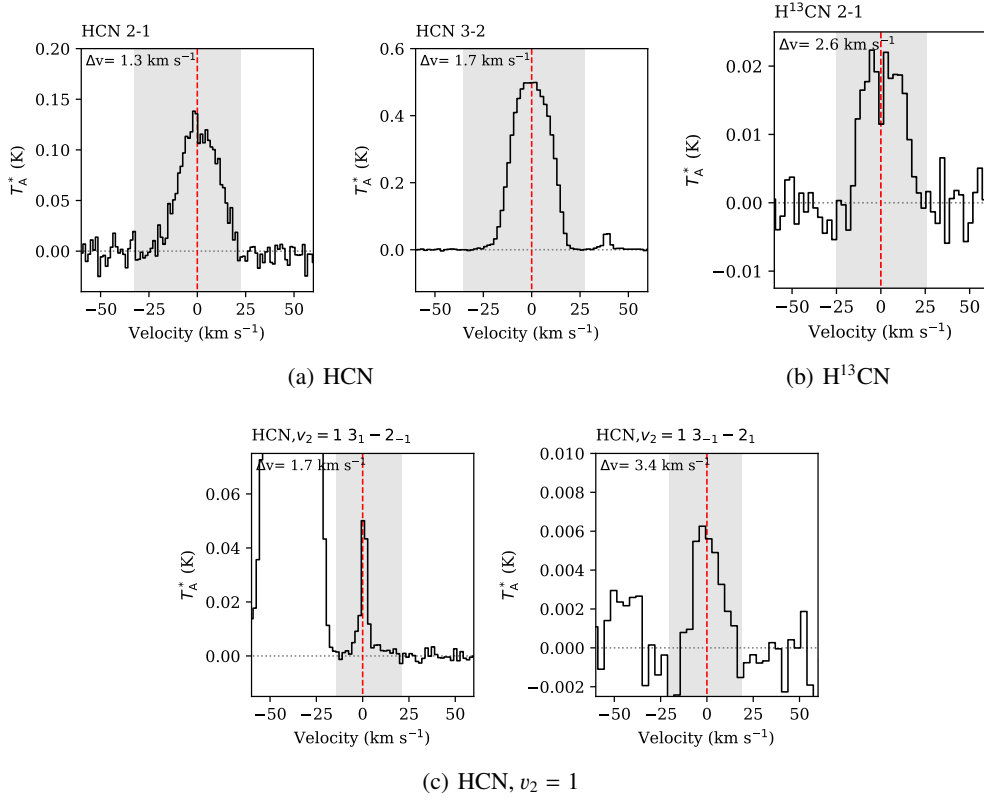 HCN 2-1
Δv= 1.3 km s⁻¹
0.20
0.15
0.10
0.05
0.00
T*A (K)
−50 −25 0 25 50
Velocity (km s⁻¹)
HCN 3-2
Δv= 1.7 km s⁻¹
0.6
0.4
0.2
0.0
T*A (K)
−50 −25 0 25 50
Velocity (km s⁻¹)
H¹³CN 2-1
Δv= 2.6 km s⁻¹
0.02
0.01
0.00
−0.01
T*A (K)
−50 −25 0 25 50
Velocity (km s⁻¹)
(a) HCN
(b) H¹³CN
HCN,v₂ = 1 3₁ − 2₋₁
Δv= 1.7 km s⁻¹
0.06
0.04
0.02
0.00
T*A (K)
−50 −25 0 25 50
Velocity (km s⁻¹)
HCN,v₂ = 1 3₋₁ − 2₁
Δv= 3.4 km s⁻¹
0.010
0.008
0.006
0.004
0.002
0.000
−0.002
T*A (K)
−50 −25 0 25 50
Velocity (km s⁻¹)
(c) HCN, v₂ = 1